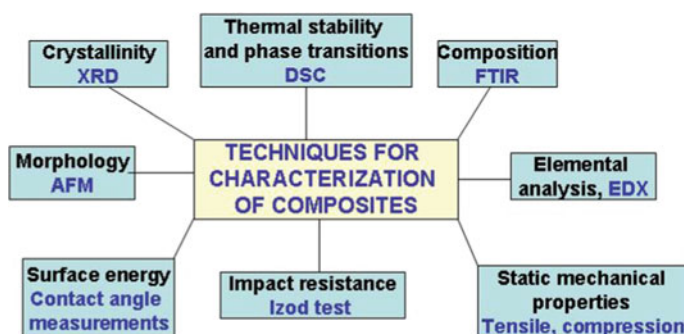 Thermal stability
and phase transitions
DSC
Crystallinity
XRD
Composition
FTIR
TECHNIQUES FOR
CHARACTERIZATION
OF COMPOSITES
Morphology
AFM
Elemental
analysis, EDX
Surface energy
Contact angle
measurements
Impact resistance
Izod test
Static mechanical
properties
Tensile, compression